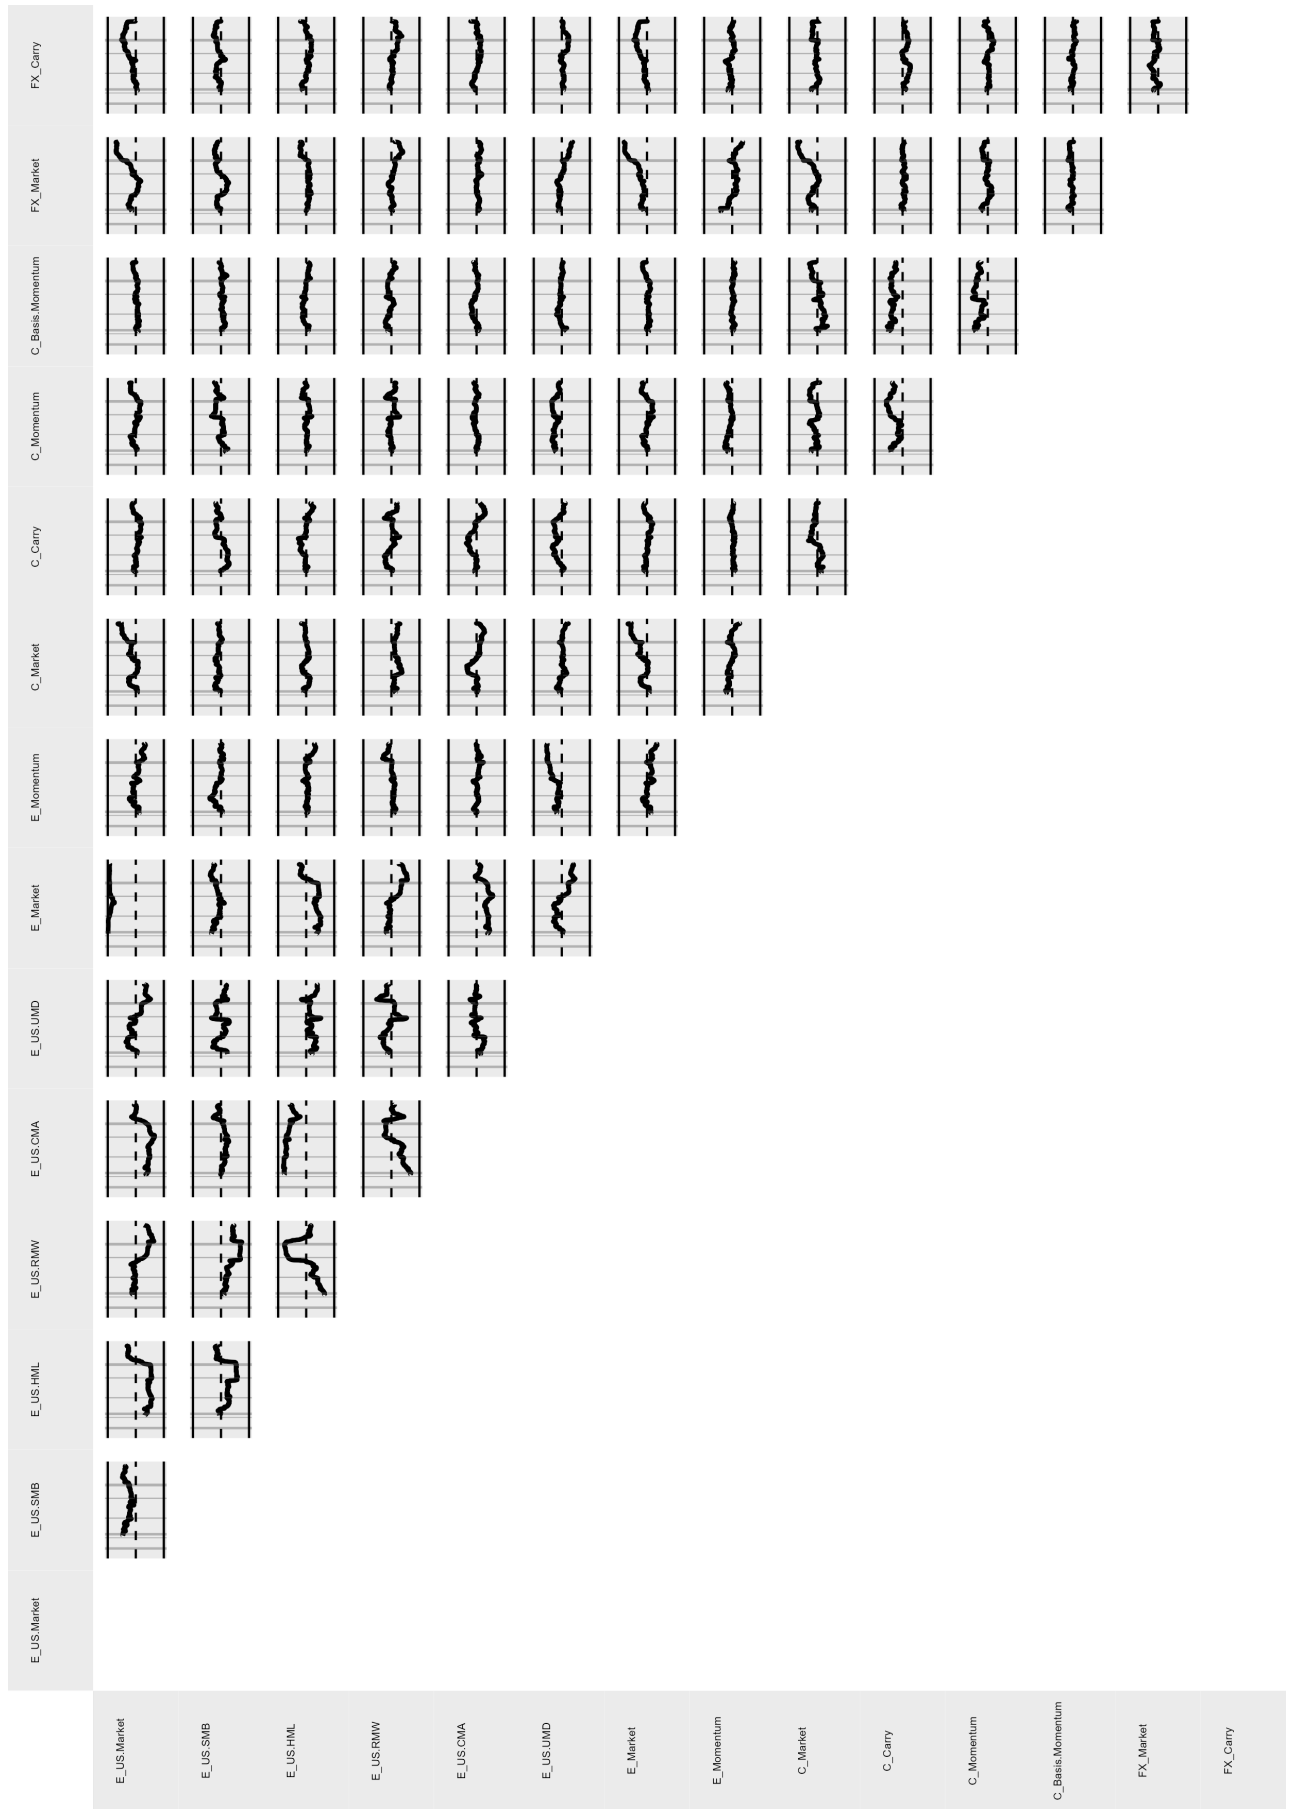 FX_Carry
FX_Market
C_Basis.Momentum
C_Momentum
C_Carry
C_Market
E_Momentum
E_Market
E_US.UMD
E_US.CMA
E_US.RMW
E_US.HML
E_US.SMB
E_US.Market
E_US.Market
E_US.SMB
E_US.HML
E_US.RMW
E_US.CMA
E_US.UMD
E_Market
E_Momentum
C_Market
C_Carry
C_Momentum
C_Basis.Momentum
FX_Market
FX_Carry